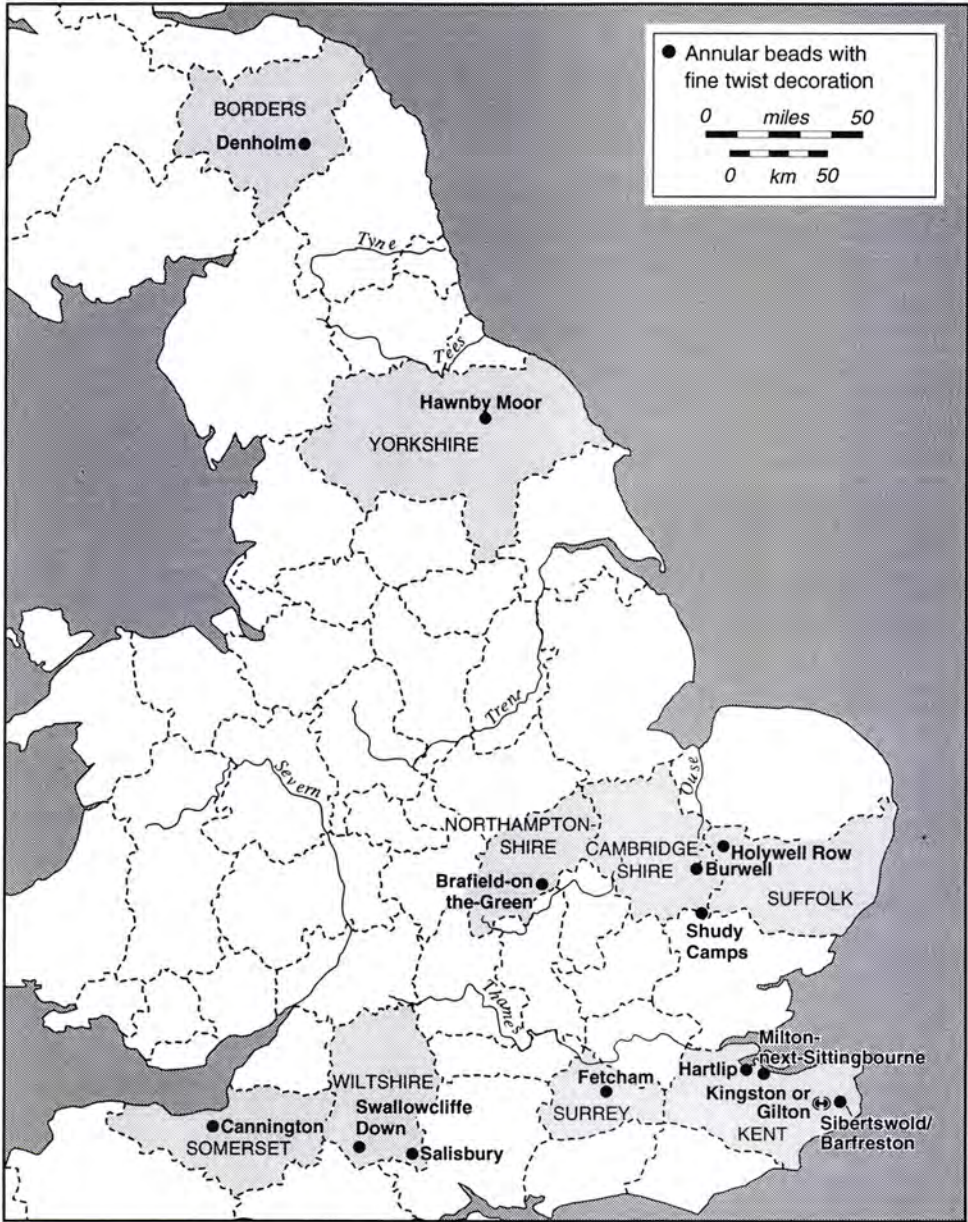 Annular beads with
fine twist decoration
0 miles 50
0 km 50
BORDERS
Denholm
Tyne
Tees
Hawnby Moor
YORKSHIRE
Trent
Severn
Ouse
NORTHAMPTON-
SHIRE
CAMBRIDGE-
SHIRE
Holywell Row
Burwell
Brafield-on
the-Green
SUFFOLK
Shudy
Camps
Thames
Milton-
next-Sittingbourne
Hartlip
Fetcham
WILTSHIRE
Kingston or
Gilton
SURREY
Swallowcliffe
Down
Sibertswold/
Barfreston
KENT
Cannington
SOMERSET
Salisbury